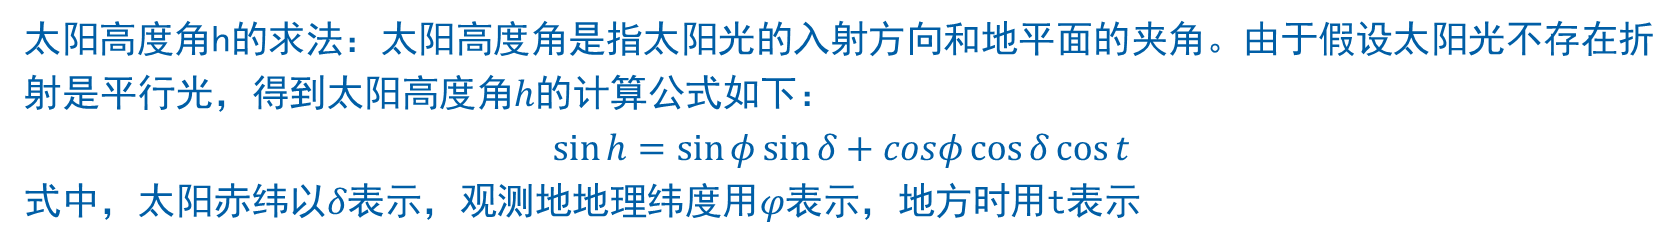 太阳高度角h的求法：太阳高度角是指太阳光的入射方向和地平面的夹角。由于假设太阳光不存在折
射是平行光，得到太阳高度角ℎ的计算公式如下：
sin ℎ = sin ϕ sin δ + cosϕ cos δ cos t
式中，太阳赤纬以δ表示，观测地地理纬度用φ表示，地方时用t表示